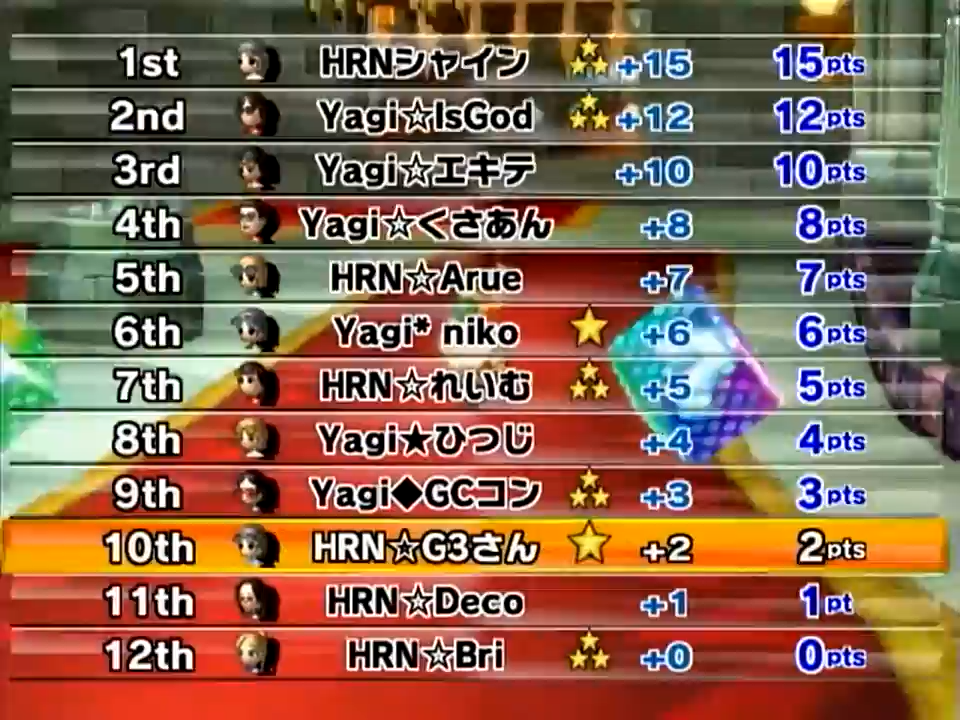 1st HRNシャイン +15 15pts
2nd Yagi☆IsGod +12 12pts
3rd Yagi☆エキテ +10 10pts
4th Yagi☆くさあん +8 8pts
5th HRN☆Arue +7 7pts
6th Yagi* niko +6 6pts
7th HRN☆れいむ +5 5pts
8th Yagi★ひつじ +4 4pts
9th Yagi◆GCコン +3 3pts
10th HRN☆G3さん +2 2pts
11th HRN☆Deco +1 1pt
12th HRN☆Bri +0 0pts